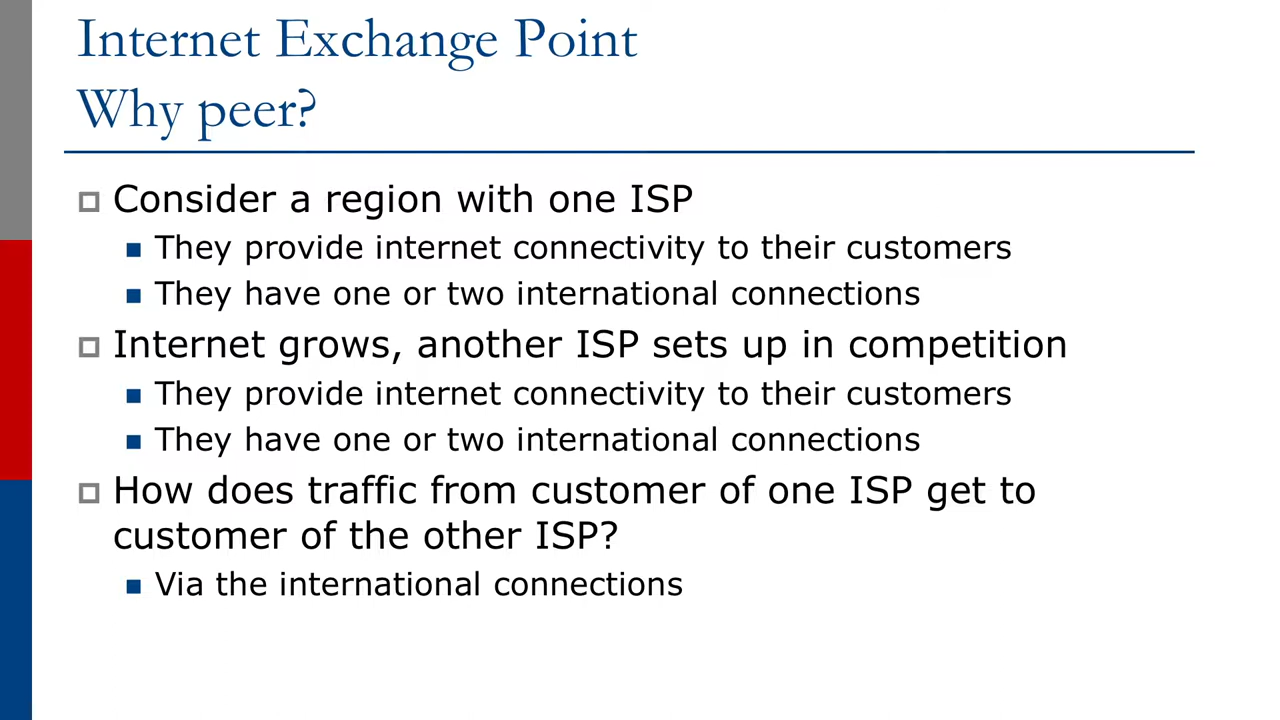 Internet Exchange Point
Why peer?
Consider a region with one ISP
They provide internet connectivity to their customers
They have one or two international connections
Internet grows, another ISP sets up in competition
They provide internet connectivity to their customers
They have one or two international connections
How does traffic from customer of one ISP get to
customer of the other ISP?
Via the international connections